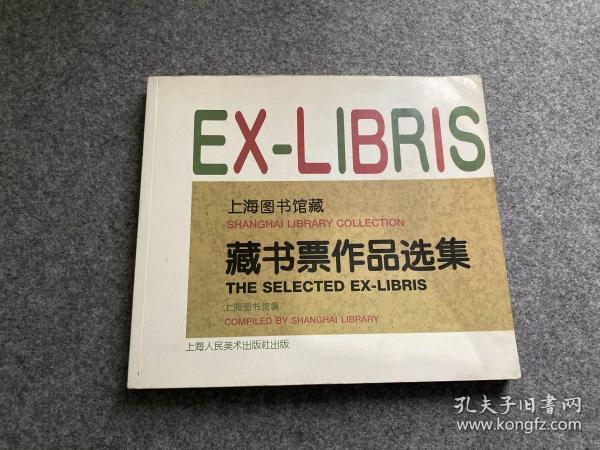 EX-LIBRIS
上海图书馆藏
SHANGHAI LIBRARY COLLECTION
藏书票作品选集
THE SELECTED EX-LIBRIS
上海图书馆编
COMPILED BY SHANGHAI LIBRARY
上海人民美术出版社出版
孔夫子旧书网
www.kongfz.com